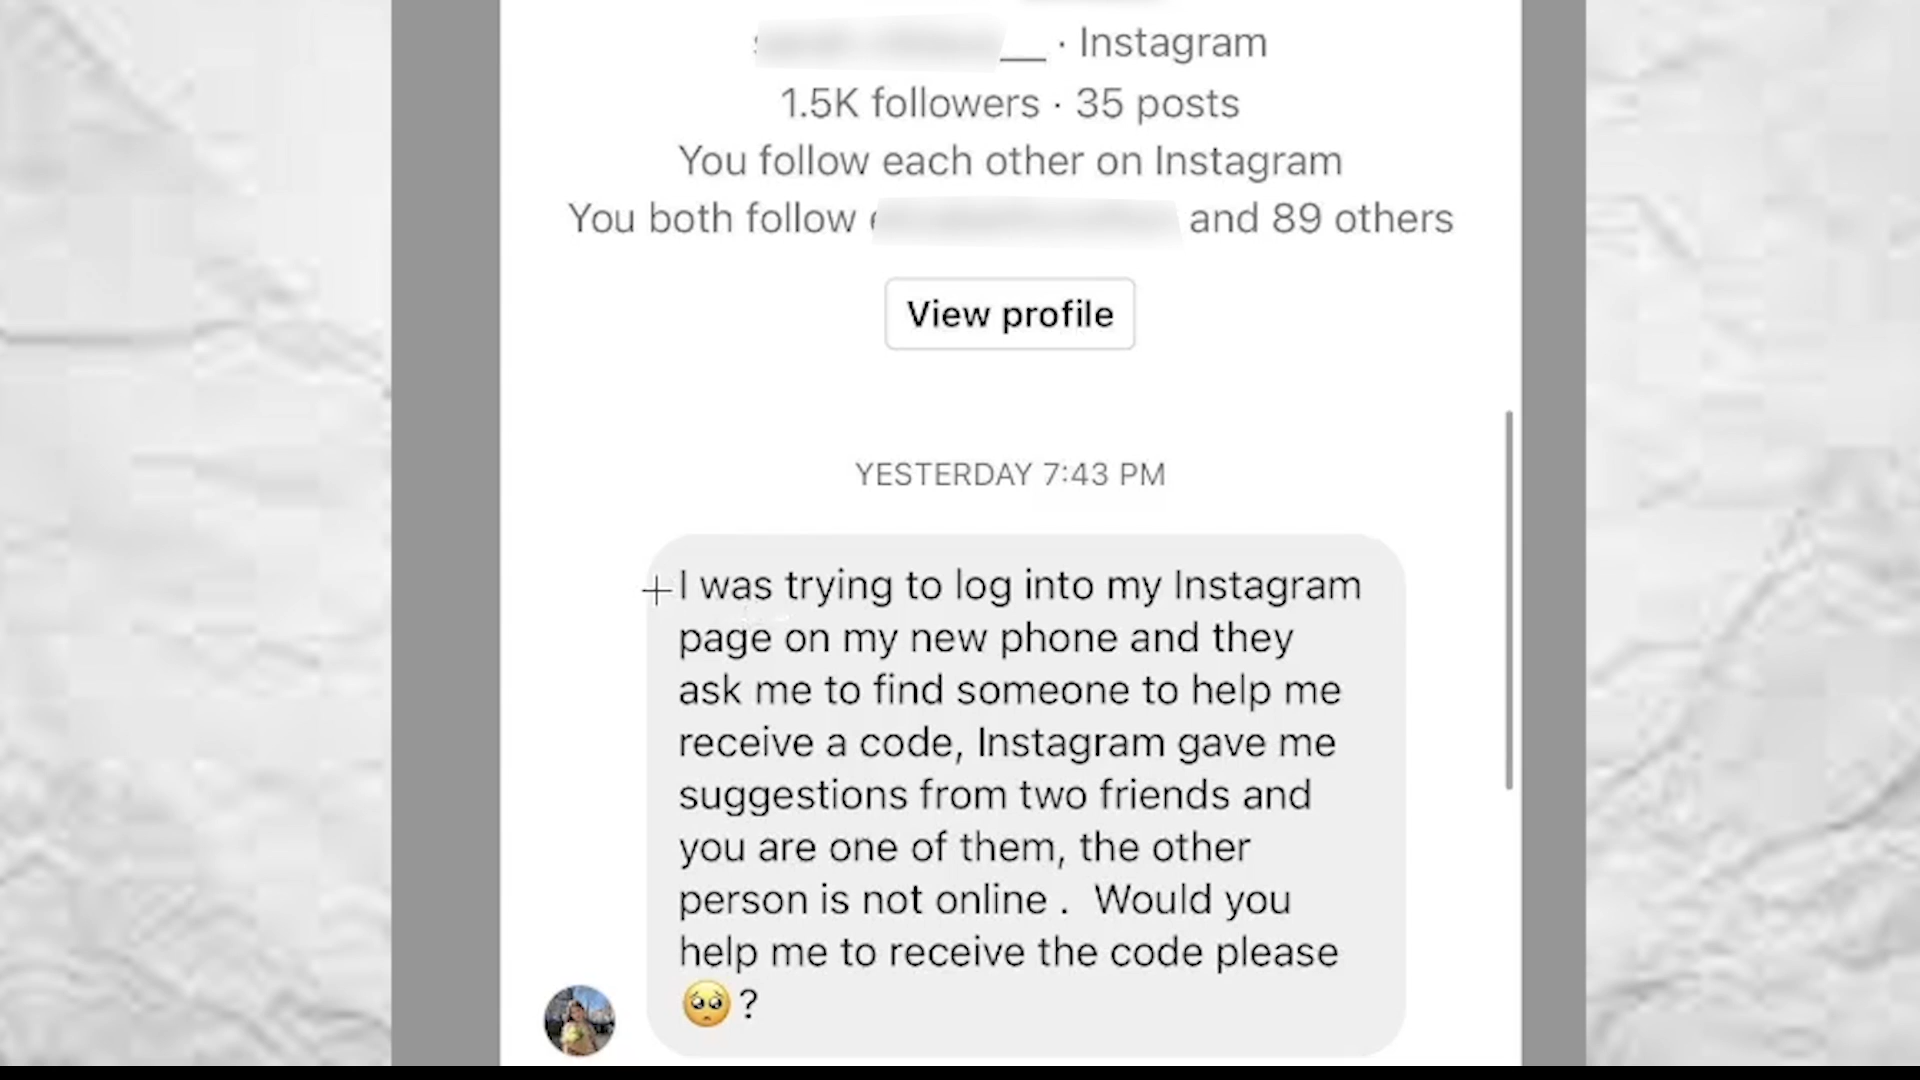 · Instagram
1.5K followers · 35 posts
You follow each other on Instagram
You both follow and 89 others
View profile
YESTERDAY 7:43 PM
I was trying to log into my Instagram
page on my new phone and they
ask me to find someone to help me
receive a code, Instagram gave me
suggestions from two friends and
you are one of them, the other
person is not online .  Would you
help me to receive the code please
🥺 ?